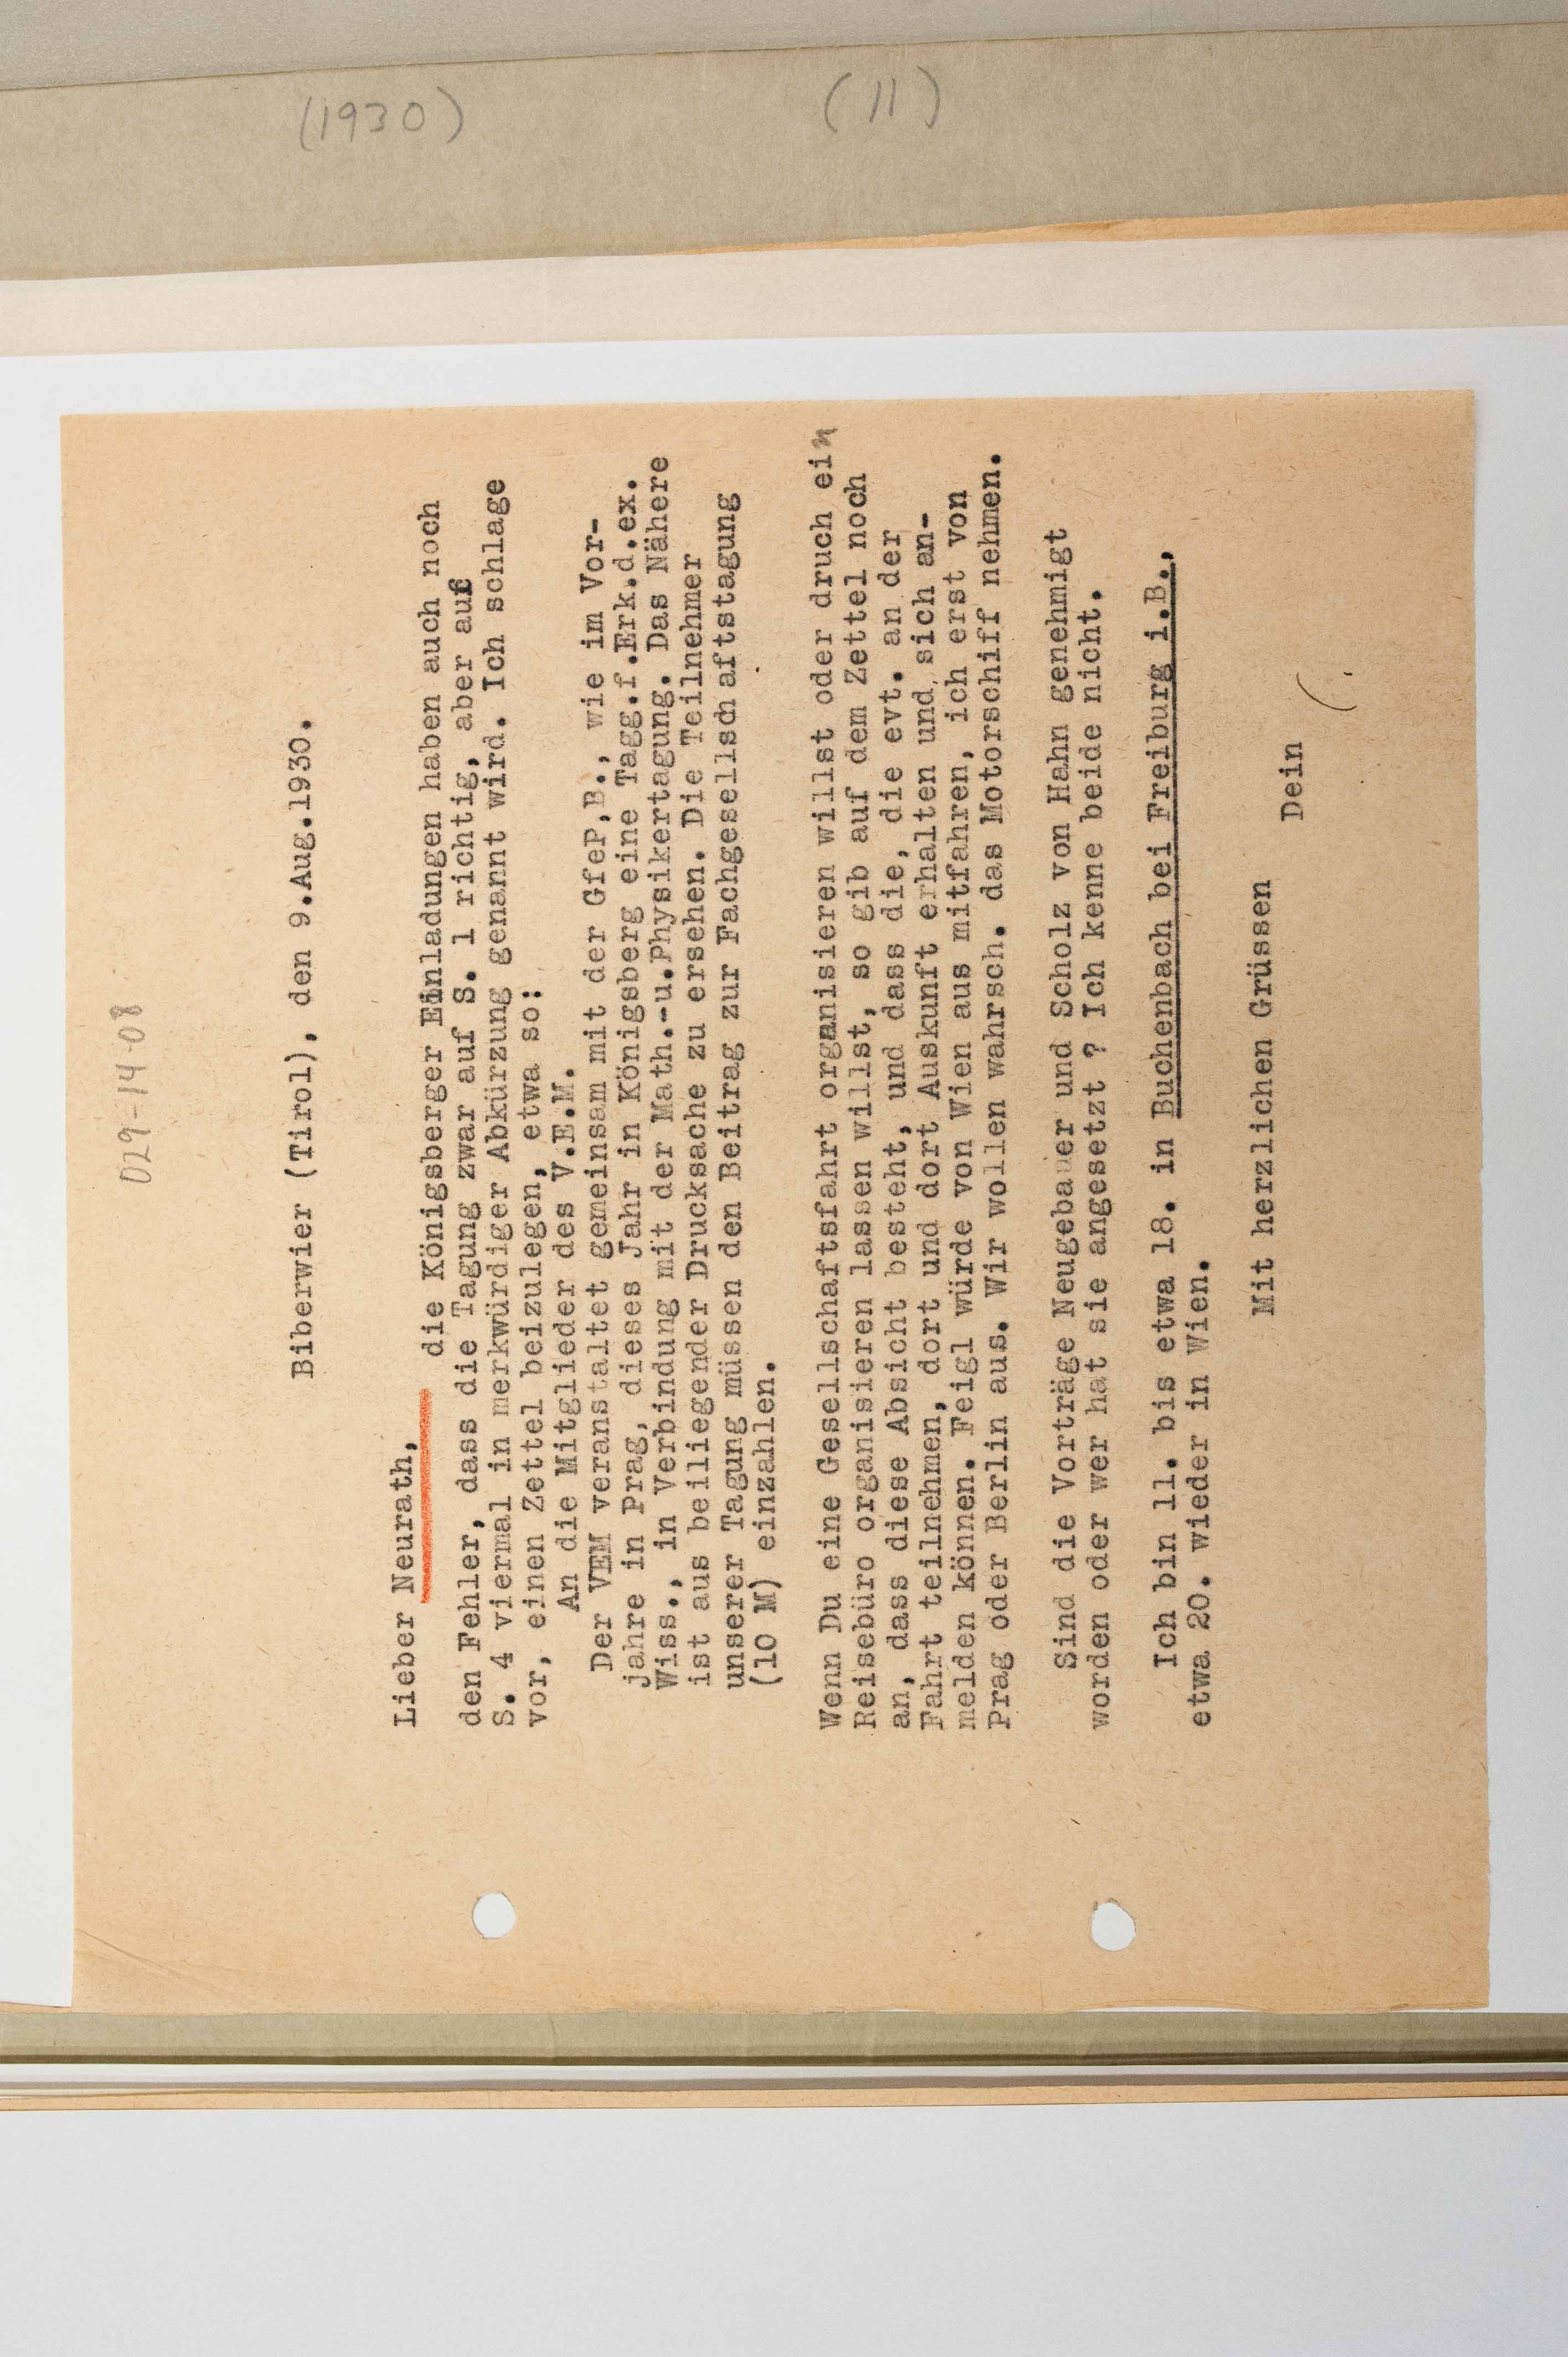 (1930)
(11)
029-14-08
Biberwier (Tirol), den 9.Aug.1930.
Lieber Neurath,
die Königsberger Einladungen haben auch noch
den Fehler, dass die Tagung zwar auf S. 1 richtig, aber auf
S. 4 viermal in merkwürdiger Abkürzung genannt wird. Ich schlage
vor, einen Zettel beizulegen, etwa so:
An die Mitglieder des V.E.M.
Der VEM veranstaltet gemeinsam mit der GfeP,B., wie im Vor-
jahre in Prag, dieses Jahr in Königsberg eine Tagg.f.Erk.d.ex.
Wiss., in Verbindung mit der Math.-u.Physikertagung. Das Nähere
ist aus beiliegender Drucksache zu ersehen. Die Teilnehmer
unserer Tagung müssen den Beitrag zur Fachgesellschaftstagung
(10 M) einzahlen.
Wenn Du eine Gesellschaftsfahrt organisieren willst oder druch ein
Reisebüro organisieren lassen willst, so gib auf dem Zettel noch
an, dass diese Absicht besteht, und dass die, die evt. an der
Fahrt teilnehmen, dort und dort Auskunft erhalten und sich an-
melden können. Feigl würde von Wien aus mitfahren, ich erst von
Prag oder Berlin aus. Wir wollen wahrsch. das Motorschiff nehmen.
Sind die Vorträge Neugebauer und Scholz von Hahn genehmigt
worden oder wer hat sie angesetzt ? Ich kenne beide nicht.
Ich bin 11. bis etwa 18. in Buchenbach bei Freiburg i.B.,
etwa 20. wieder in Wien.
Mit herzlichen Grüssen
Dein